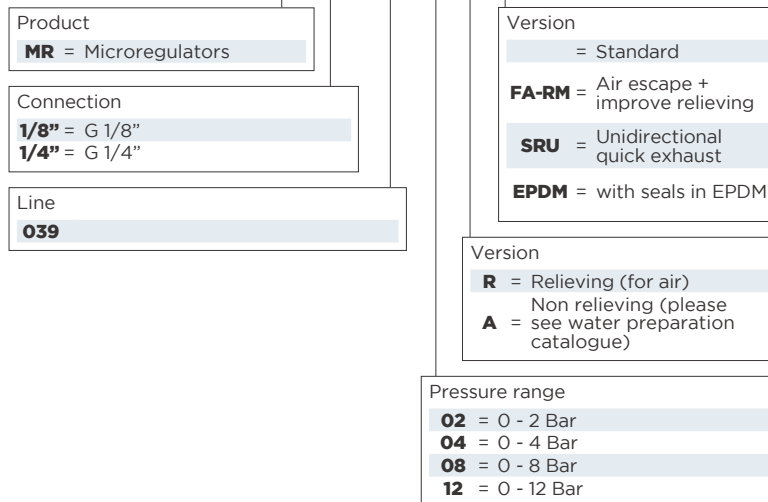 Product
MR = Microregulators
Connection
1/8” = G 1/8”
1/4” = G 1/4”
Line
039
Version
= Standard
FA-RM = Air escape +
improve relieving
SRU = Unidirectional
quick exhaust
EPDM = with seals in EPDM
Version
R = Relieving (for air)
Non relieving (please
A = see water preparation
catalogue)
Pressure range
02 = 0 - 2 Bar
04 = 0 - 4 Bar
08 = 0 - 8 Bar
12 = 0 - 12 Bar